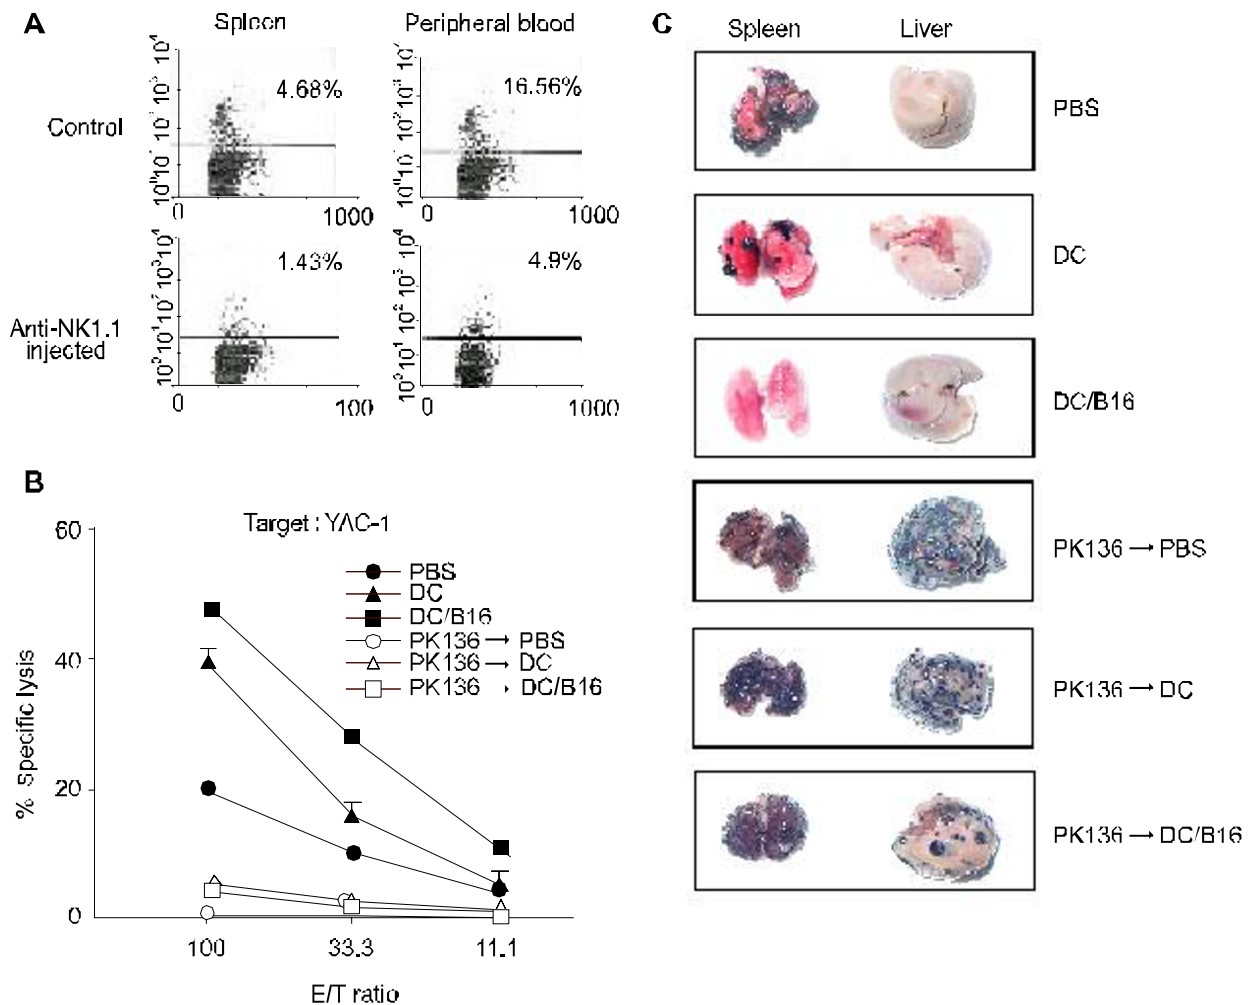 A
Spleen
Peripheral blood
4.68%
16.56%
Control
0
1000
0
1000
1.43%
4.9%
Anti-NK1.1
injected
0
100
0
1000
B
60
40
20
0
Target : YAC-1
PBS
DC
DC/B16
PK136 → PBS
PK136 → DC
PK136 → DC/B16
% Specific lysis
100
33.3
11.1
E/T ratio
C
Spleen
Liver
PBS
DC
DC/B16
PK136 → PBS
PK136 → DC
PK136 → DC/B16